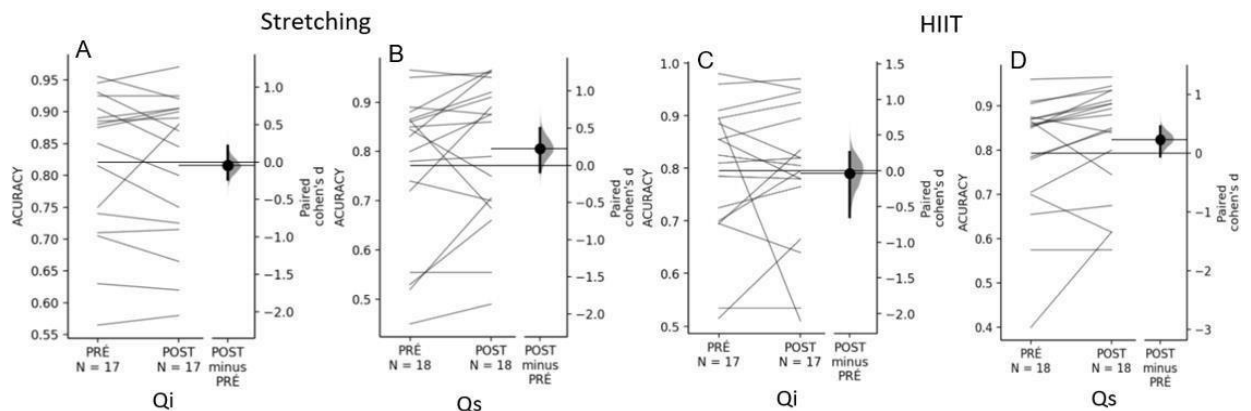 Stretching
HIIT
A
ACURACY
0.95
0.90
0.85
0.80
0.75
0.70
0.65
0.60
0.55
1.0
0.5
0.0
−0.5
−1.0
−1.5
−2.0
Paired
cohen's d
PRÉ
N = 17
POST
N = 17
POST
minus
PRÉ
Qi
B
ACURACY
0.9
0.8
0.7
0.6
0.5
1.0
0.5
0.0
−0.5
−1.0
−1.5
−2.0
Paired
cohen's d
PRÉ
N = 18
POST
N = 18
POST
minus
PRÉ
Qs
C
ACURACY
1.0
0.9
0.8
0.7
0.6
0.5
1.5
1.0
0.5
0.0
−0.5
−1.0
−1.5
−2.0
Paired
cohen's d
PRÉ
N = 17
POST
N = 17
POST
minus
PRÉ
Qi
D
ACURACY
0.9
0.8
0.7
0.6
0.5
0.4
1
0
−1
−2
−3
Paired
cohen's d
PRÉ
N = 18
POST
N = 18
POST
minus
PRÉ
Qs